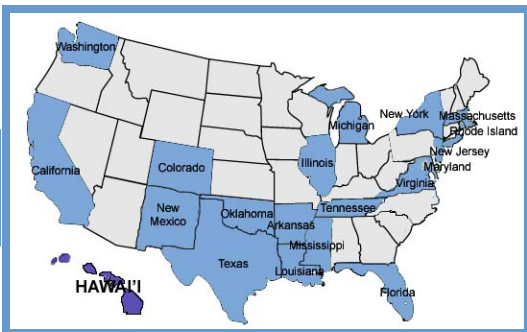 Washington
Michigan
New York
Massachusetts
Rhode Island
New Jersey
Maryland
Virginia
California
Colorado
Illinois
New
Mexico
Oklahoma
Arkansas
Tennessee
Mississippi
Texas
Louisiana
Florida
HAWAI'I